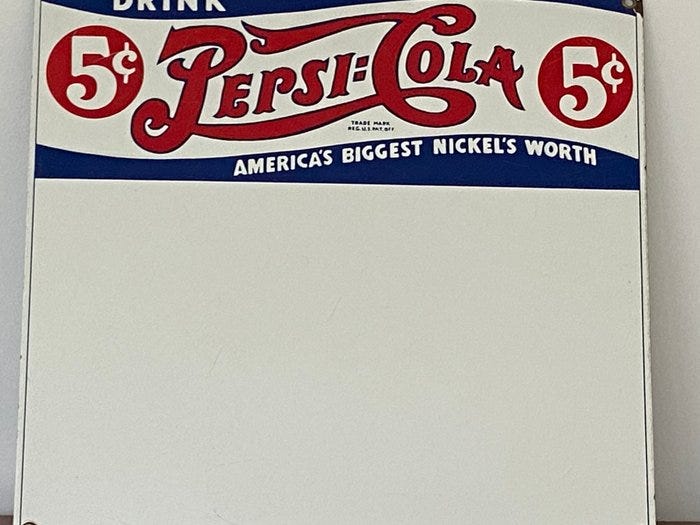 DRINK
5¢ PEPSI=COLA 5¢
TRADE MARK
REG. U.S. PAT. OFF
AMERICA'S BIGGEST NICKEL'S WORTH